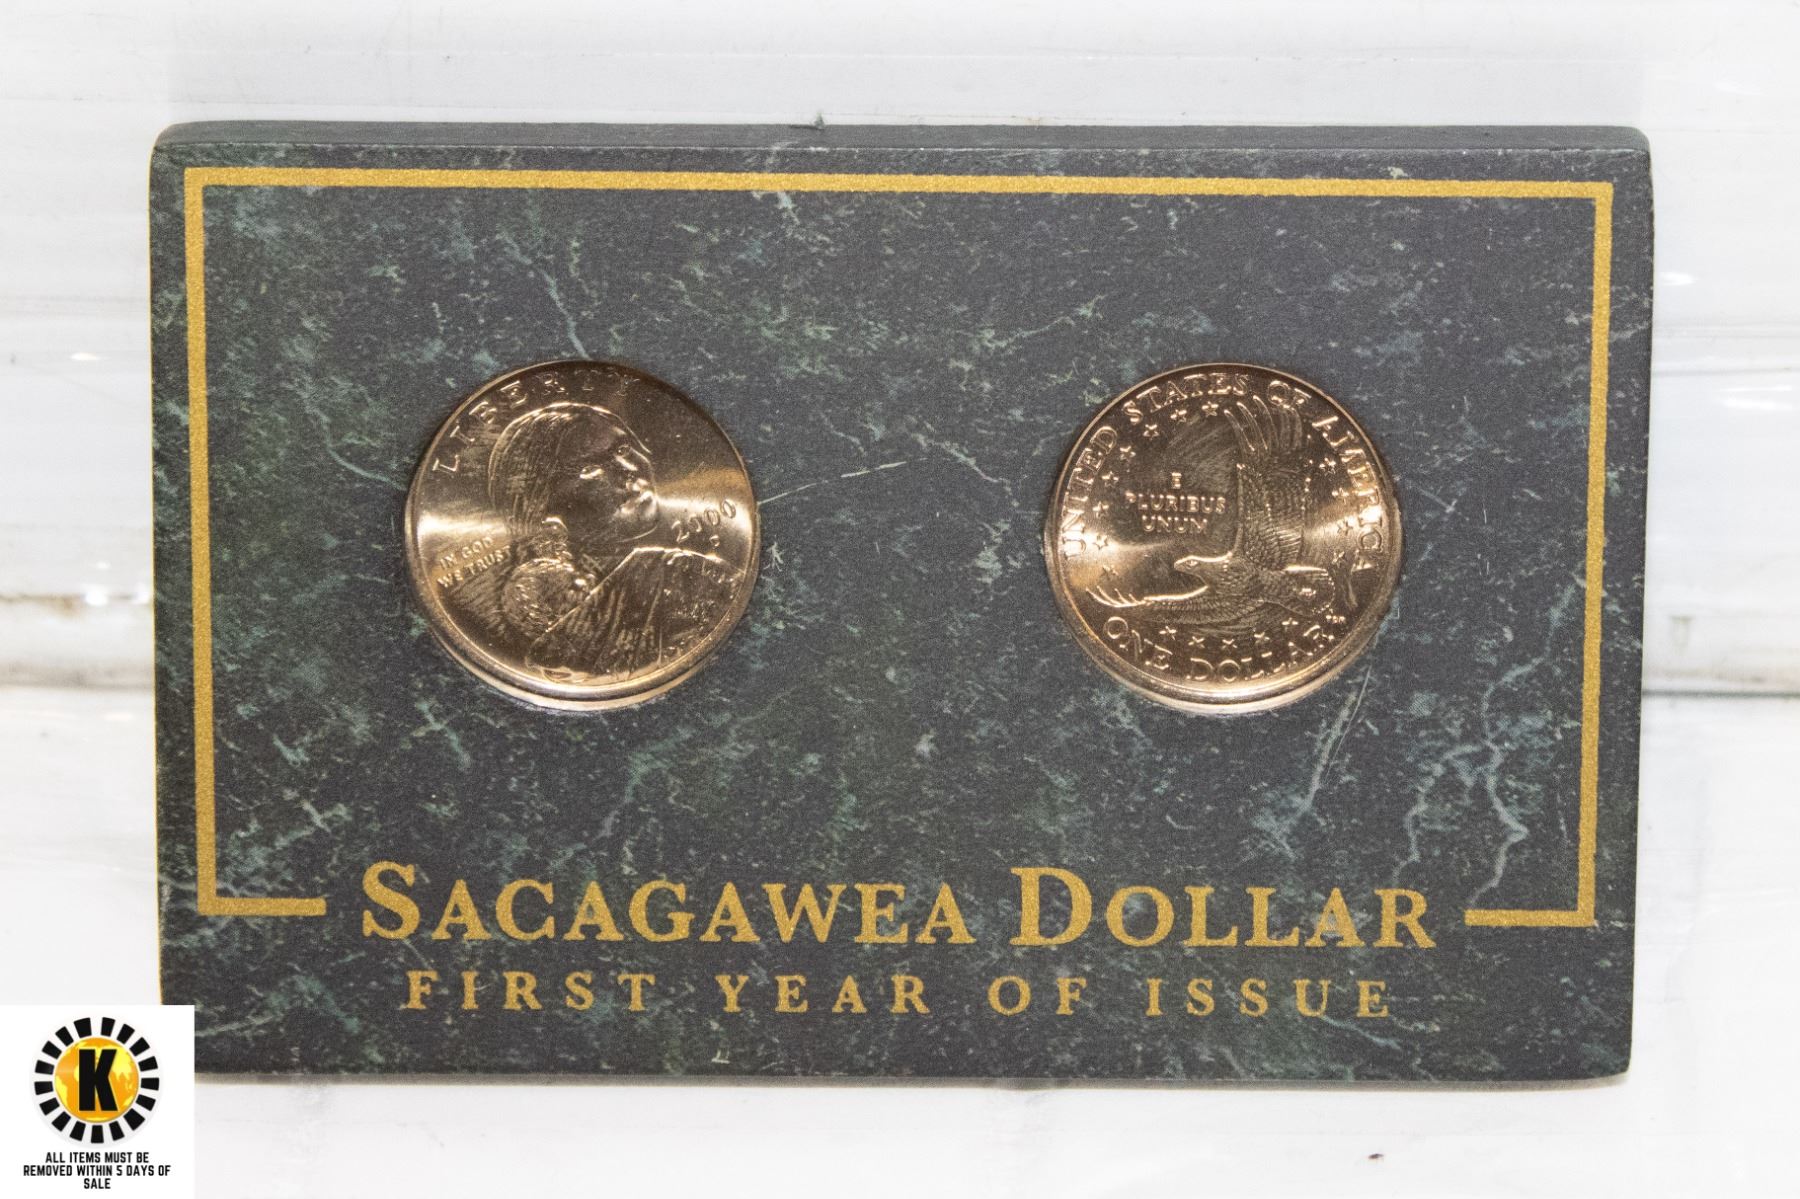 LIBERTY
IN GOD
WE TRUST
2000
D
UNITED STATES OF AMERICA
E
PLURIBUS
UNUM
ONE DOLLAR
SACAGAWEA DOLLAR
FIRST YEAR OF ISSUE
K
ALL ITEMS MUST BE
REMOVED WITHIN 5 DAYS OF
SALE